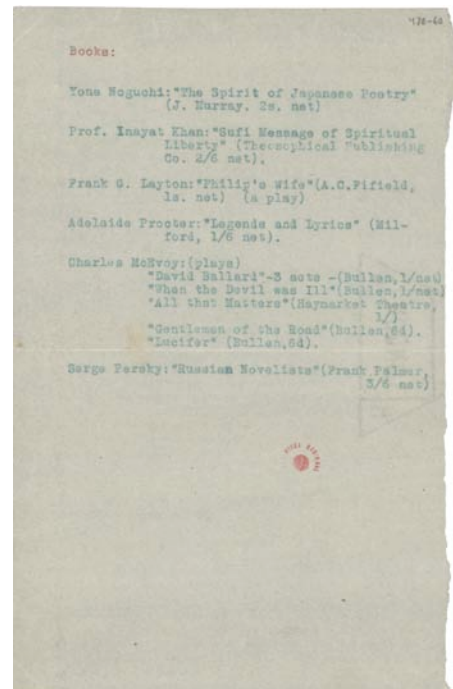 478-60
Books:
Yone Noguchi:"The Spirit of Japanese Poetry"
(J. Murray. 2s. net)
Prof. Inayat Khan:"Sufi Message of Spiritual
Liberty" (Theosophical Publishing
Co. 2/6 net).
Frank G. Layton:"Philip's Wife"(A.C.Fifield,
1s. net) (a play)
Adelaide Procter:"Legends and Lyrics" (Mil-
ford, 1/6 net).
Charles McEvoy:(plays)
"David Ballard"-3 acts -(Bullen,1/net)
"When the Devil was Ill"(Bullen,1/net)
"All that Matters"(Haymarket Theatre,
1/)
"Gentlemen of the Road"(Bullen,6d).
"Lucifer" (Bullen,6d).
Serge Persky:"Russian Novelists"(Frank Palmer,
3/6 net)